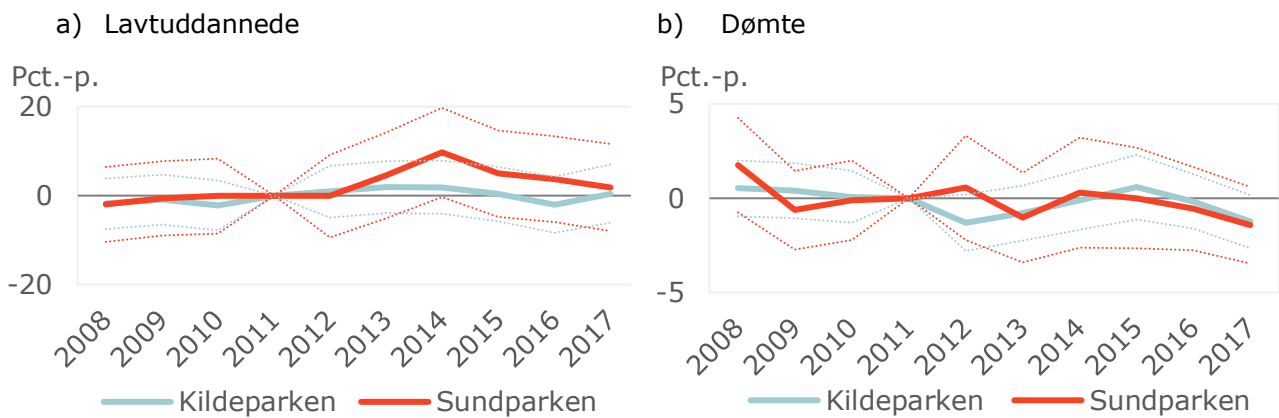 a) Lavtuddannede
Pct.-p.
20
0
-20
2008 2009 2010 2011 2012 2013 2014 2015 2016 2017
Kildeparken Sundparken
b) Dømte
Pct.-p.
5
0
-5
2008 2009 2010 2011 2012 2013 2014 2015 2016 2017
Kildeparken Sundparken